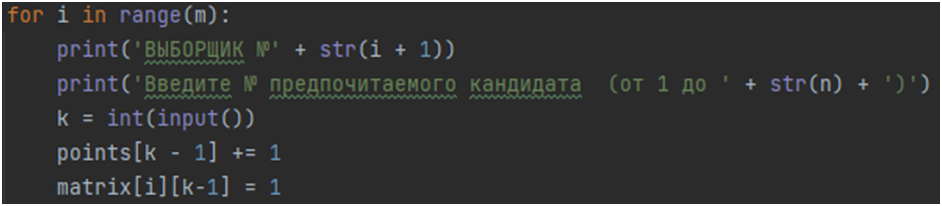 for i in range(m):
    print('ВЫБОРЩИК №' + str(i + 1))
    print('Введите № предпочитаемого кандидата  (от 1 до ' + str(n) + ')')
    k = int(input())
    points[k - 1] += 1
    matrix[i][k-1] = 1